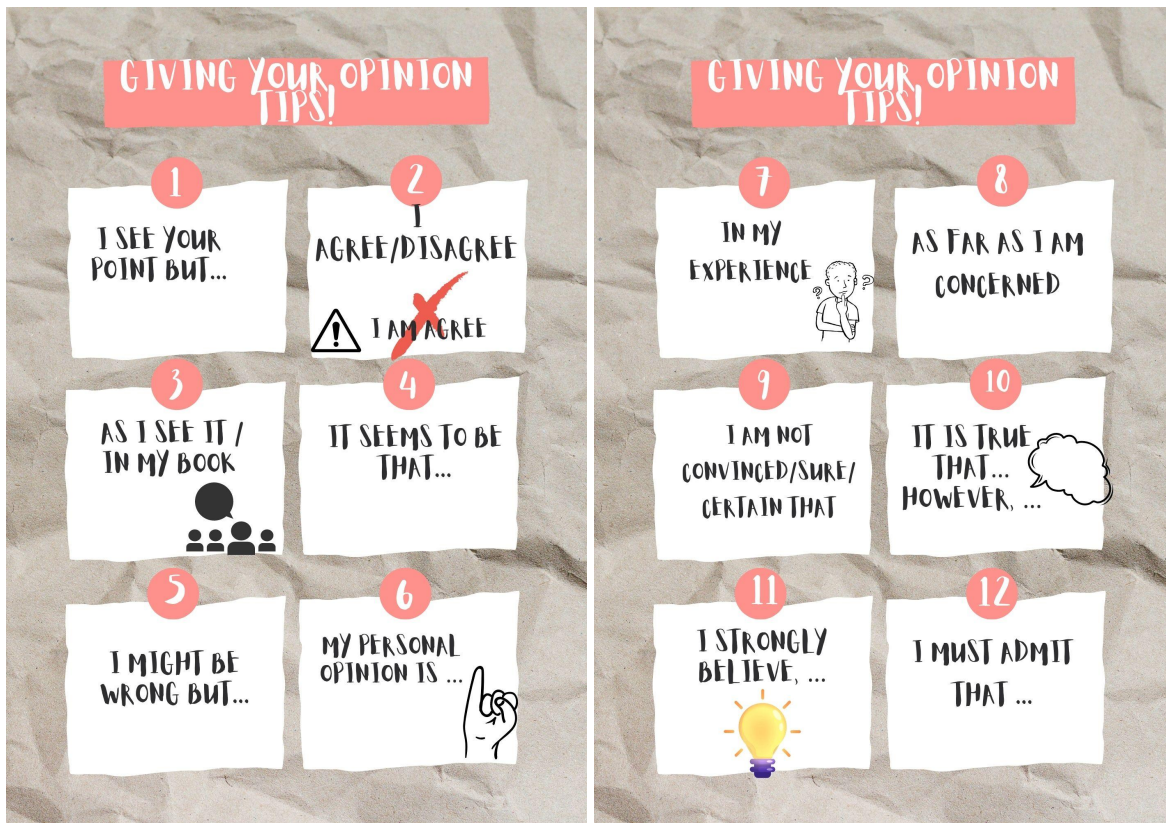 GIVING YOUR OPINION
TIPS!
1
I SEE YOUR
POINT BUT...
2
I
AGREE/DISAGREE
I AM AGREE
3
AS I SEE IT /
IN MY BOOK
4
IT SEEMS TO BE
THAT...
5
I MIGHT BE
WRONG BUT...
6
MY PERSONAL
OPINION IS ...
GIVING YOUR OPINION
TIPS!
7
IN MY
EXPERIENCE
8
AS FAR AS I AM
CONCERNED
9
I AM NOT
CONVINCED/SURE/
CERTAIN THAT
10
IT IS TRUE
THAT...
HOWEVER, ...
11
I STRONGLY
BELIEVE, ...
12
I MUST ADMIT
THAT ...